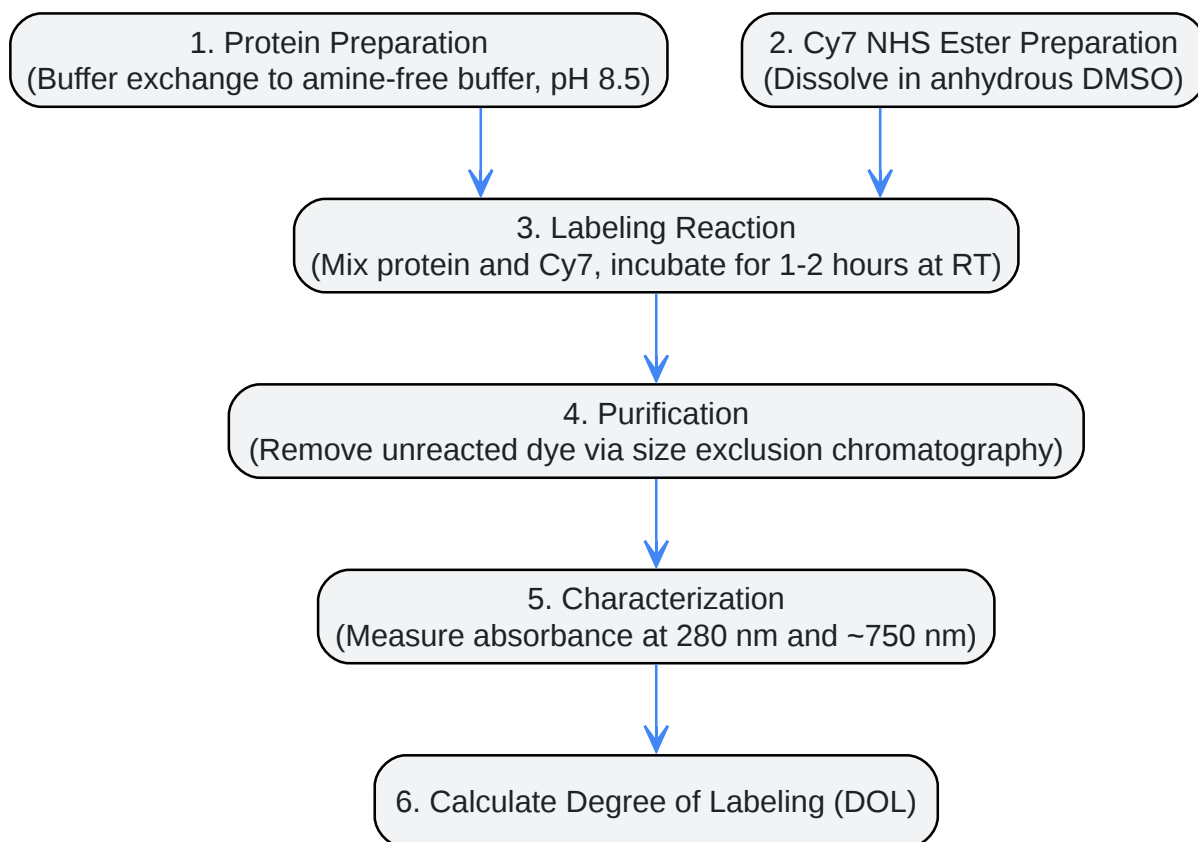 1. Protein Preparation
(Buffer exchange to amine-free buffer, pH 8.5)
2. Cy7 NHS Ester Preparation
(Dissolve in anhydrous DMSO)
3. Labeling Reaction
(Mix protein and Cy7, incubate for 1-2 hours at RT)
4. Purification
(Remove unreacted dye via size exclusion chromatography)
5. Characterization
(Measure absorbance at 280 nm and ~750 nm)
6. Calculate Degree of Labeling (DOL)